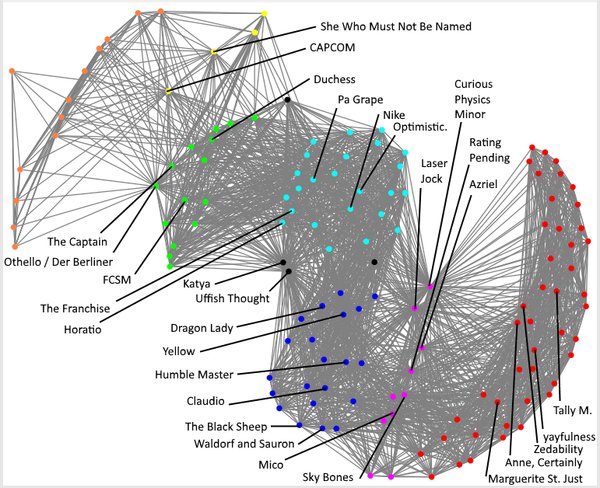 She Who Must Not Be Named
CAPCOM
Duchess
Pa Grape
Nike
Optimistic.
Curious
Physics
Minor
Rating
Pending
Laser
Jock
Azriel
The Captain
Othello / Der Berliner
FCSM
The Franchise
Horatio
Katya
Uffish Thought
Dragon Lady
Yellow
Humble Master
Claudio
The Black Sheep
Waldorf and Sauron
Mico
Sky Bones
Tally M.
yayfulness
Zedability
Anne, Certainly
Marguerite St. Just